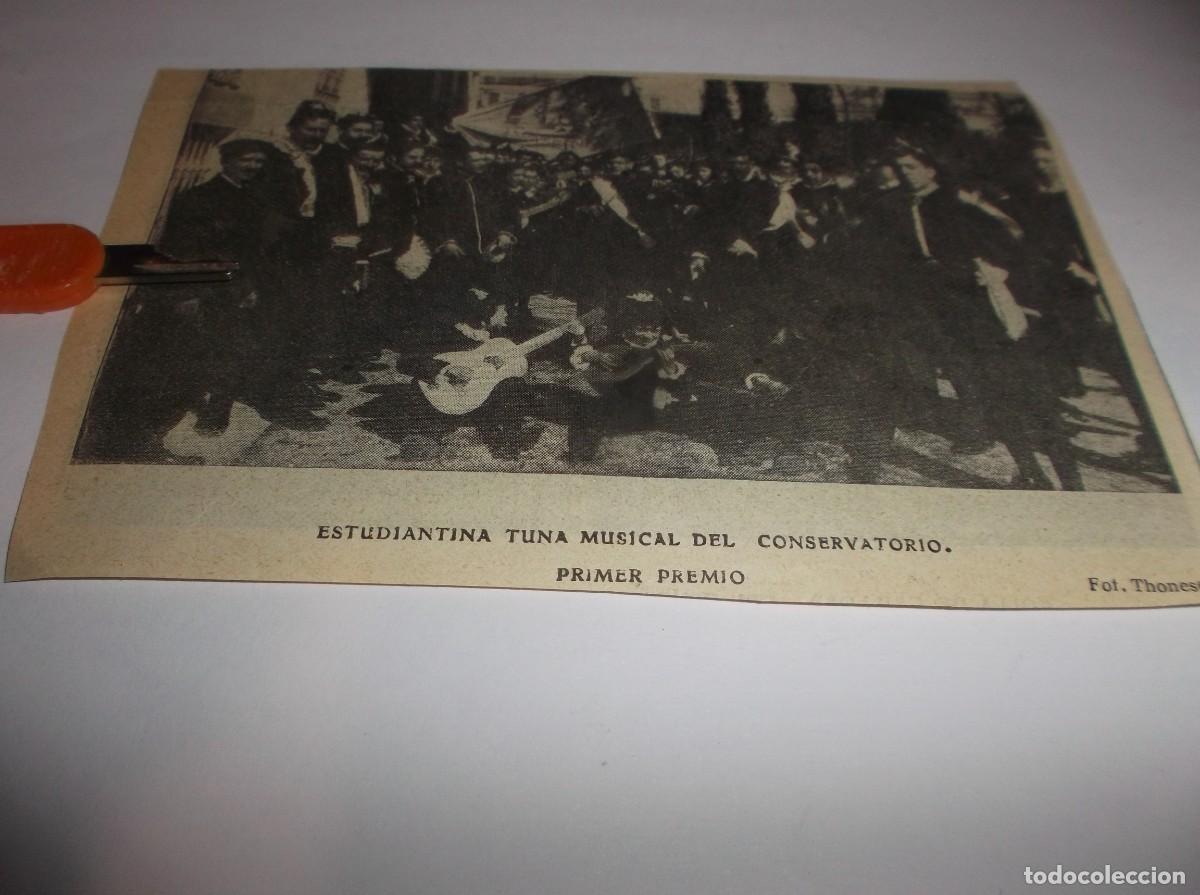 ESTUDIANTINA TUNA MUSICAL DEL CONSERVATORIO.
PRIMER PREMIO
Fot. Thones
todocoleccion